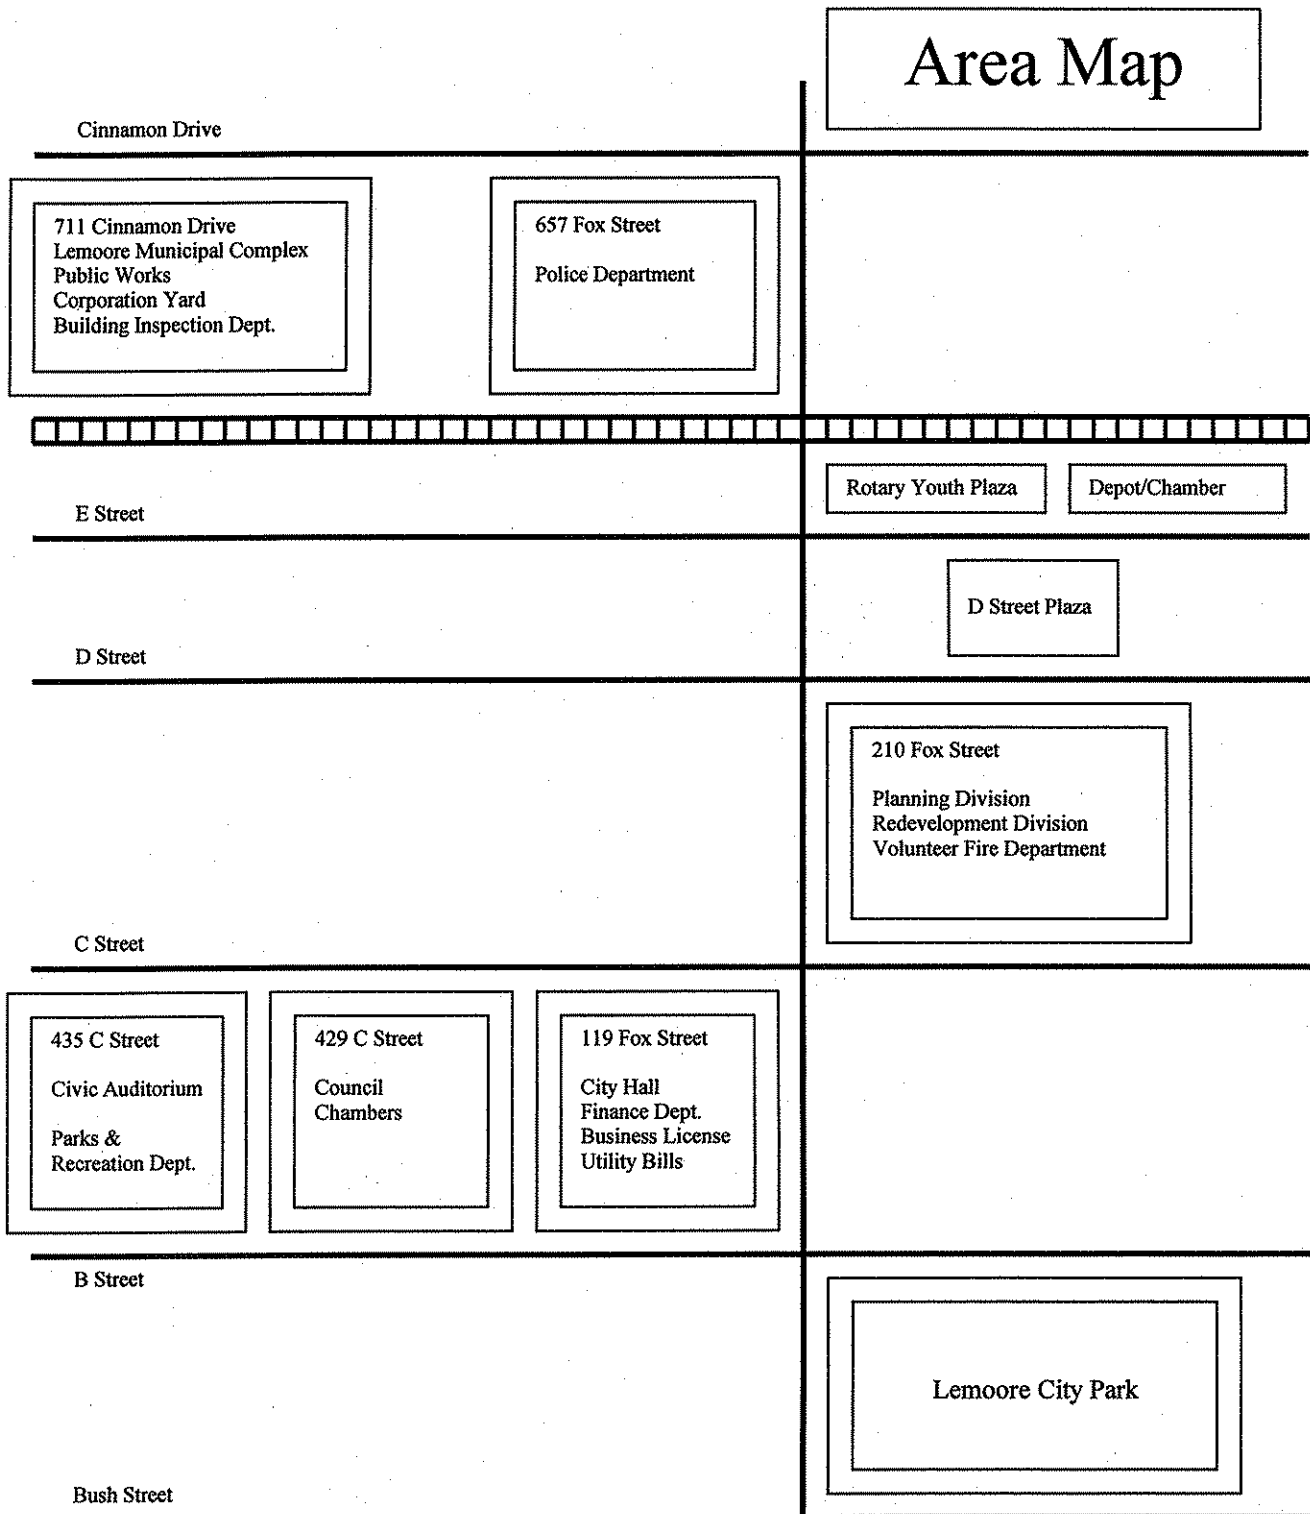 Area Map
Cinnamon Drive
711 Cinnamon Drive
Lemoore Municipal Complex
Public Works
Corporation Yard
Building Inspection Dept.
657 Fox Street
Police Department
Rotary Youth Plaza
Depot/Chamber
E Street
D Street Plaza
D Street
210 Fox Street
Planning Division
Redevelopment Division
Volunteer Fire Department
C Street
435 C Street
Civic Auditorium
Parks &
Recreation Dept.
429 C Street
Council
Chambers
119 Fox Street
City Hall
Finance Dept.
Business License
Utility Bills
B Street
Lemoore City Park
Bush Street